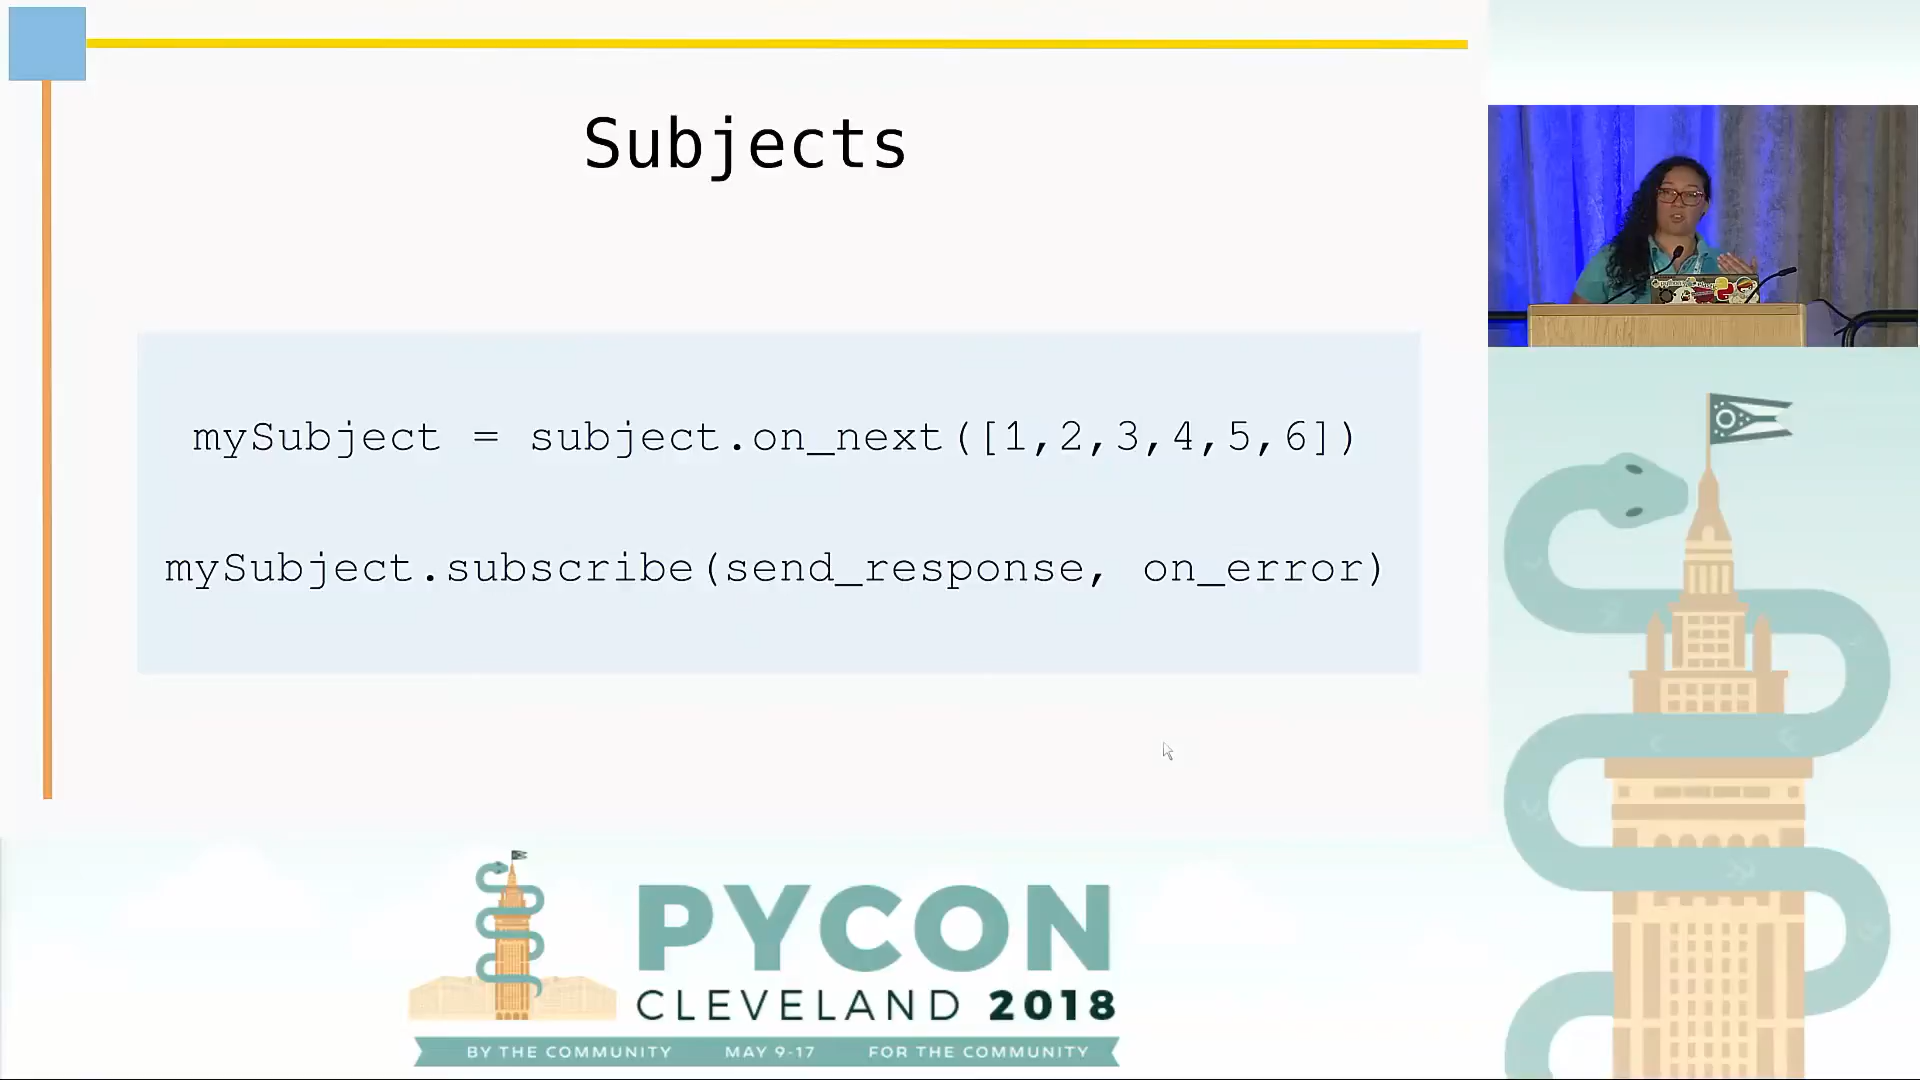 Subjects
mySubject = subject.on_next([1,2,3,4,5,6])
mySubject.subscribe(send_response, on_error)
PYCON
CLEVELAND 2018
BY THE COMMUNITY MAY 9-17 FOR THE COMMUNITY